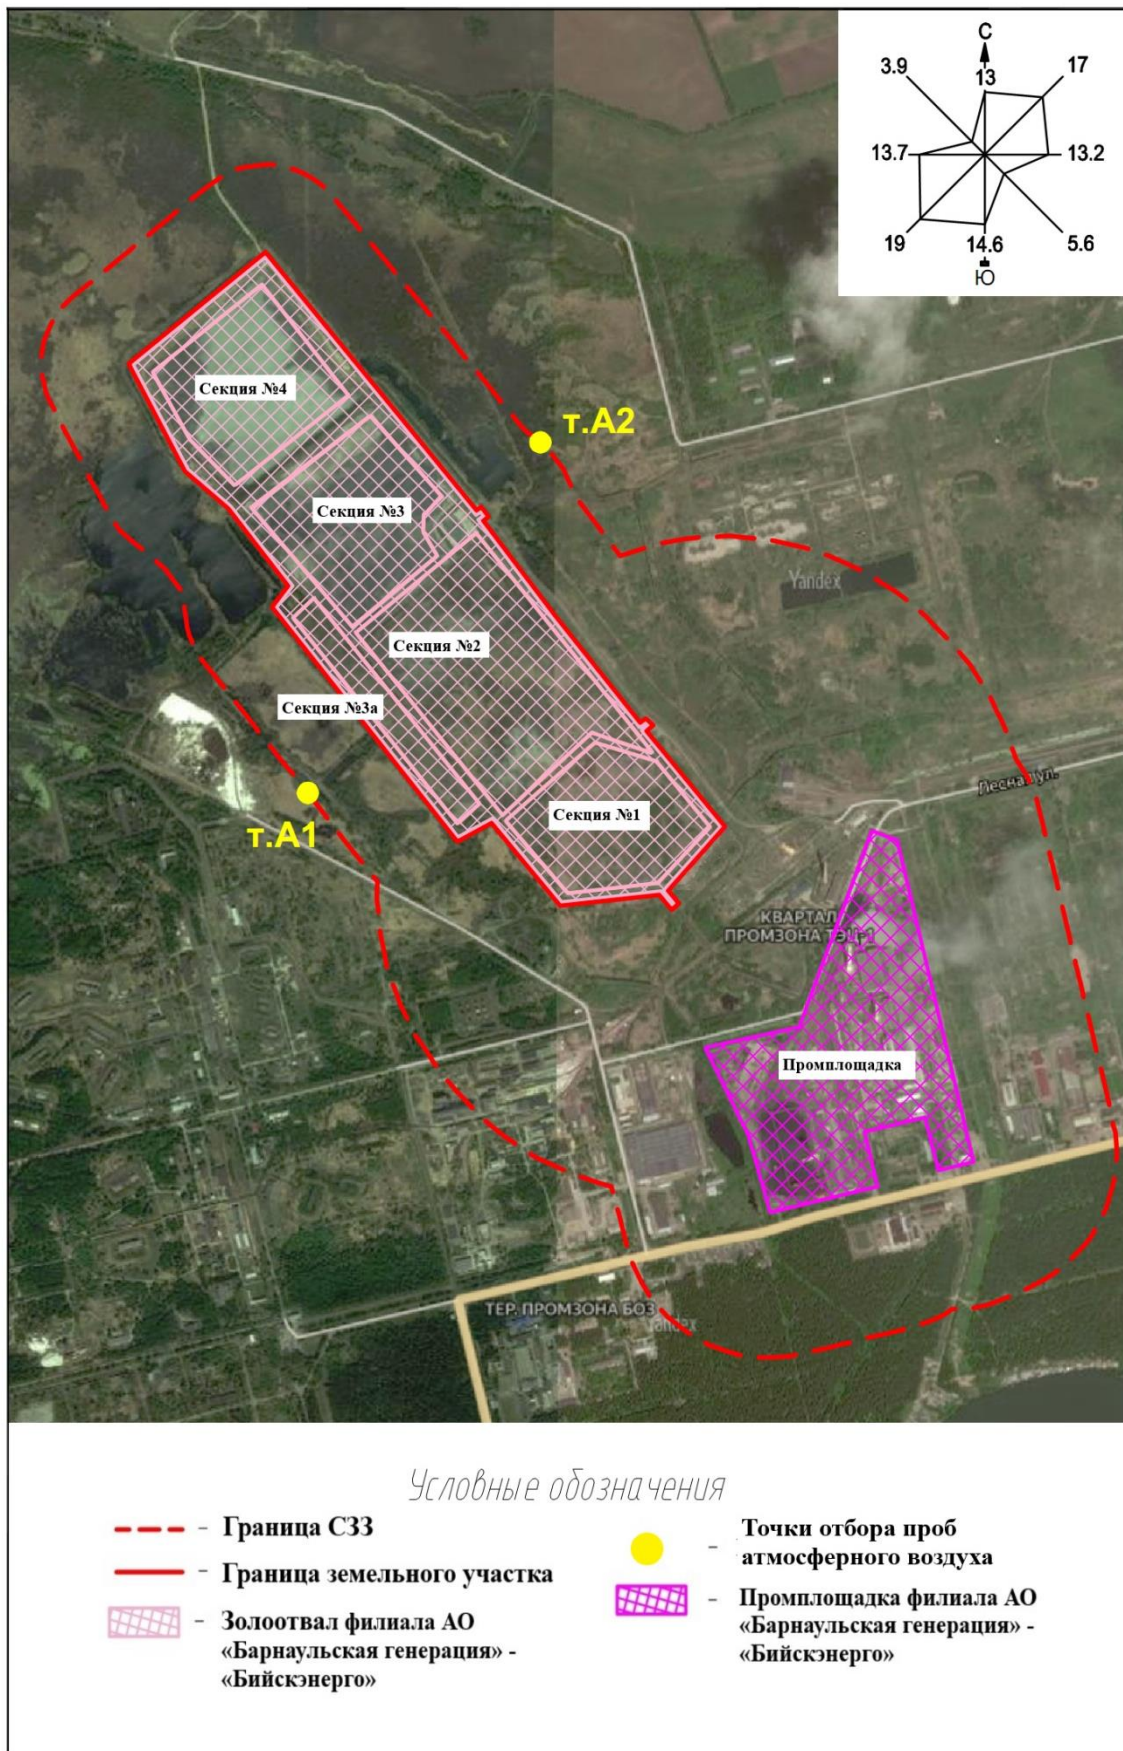 С
3.9
13
17
13.7
13.2
19
14.6
5.6
Ю
Секция №4
т.А2
Секция №3
Yandex
Секция №2
Секция №3а
Лесная ул.
т.А1
Секция №1
КВАРТАЛ
ПРОМЗОНА ТЭЦ-1
Промплощадка
ТЕР. ПРОМЗОНА БОЗ
Yandex
Условные обозначения
- Граница СЗЗ
- Граница земельного участка
- Золоотвал филиала АО
«Барнаульская генерация» -
«Бийскэнерго»
- Точки отбора проб
атмосферного воздуха
- Промплощадка филиала АО
«Барнаульская генерация» -
«Бийскэнерго»